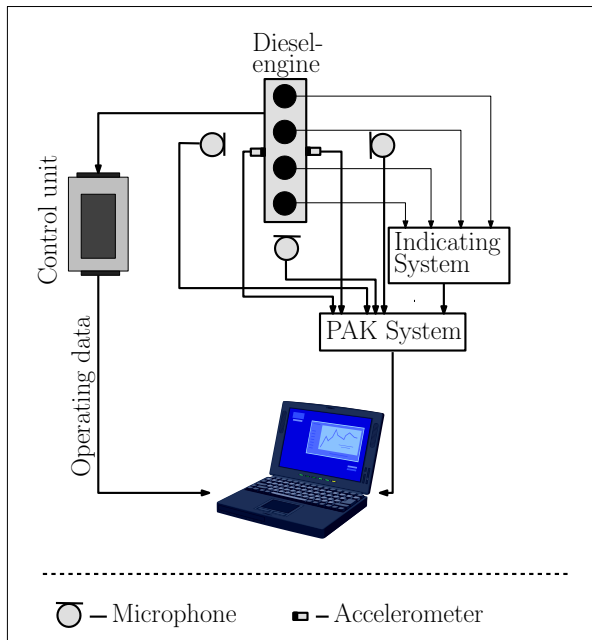 Diesel-
engine
Control unit
Indicating
System
PAK System
Operating data
– Microphone
– Accelerometer